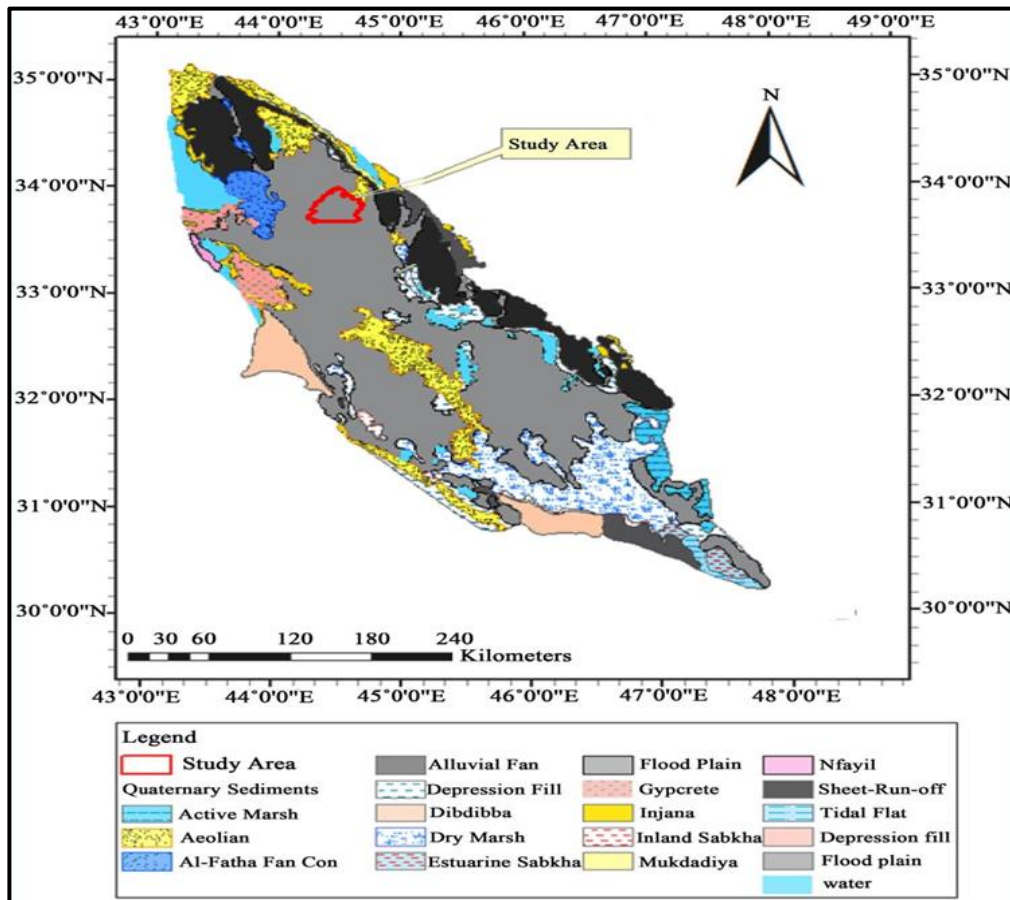 43°0'0"E 44°0'0"E 45°0'0"E 46°0'0"E 47°0'0"E 48°0'0"E
35°0'0"N 35°0'0"N
N
Study Area
34°0'0"N 34°0'0"N
33°0'0"N 33°0'0"N
32°0'0"N 32°0'0"N
31°0'0"N 31°0'0"N
30°0'0"N 30°0'0"N
0 30 60 120 180 240
Kilometers
43°0'0"E 44°0'0"E 45°0'0"E 46°0'0"E 47°0'0"E 48°0'0"E
Legend
Study Area Alluvial Fan Flood Plain Nfayil
Quaternary Sediments Depression Fill Gypcrete Sheet-Run-off
Active Marsh Dibdibba Injana Tidal Flat
Aeolian Dry Marsh Inland Sabkha Depression fill
Al-Fatha Fan Con Estuarine Sabkha Mukdadiya Flood plain
water